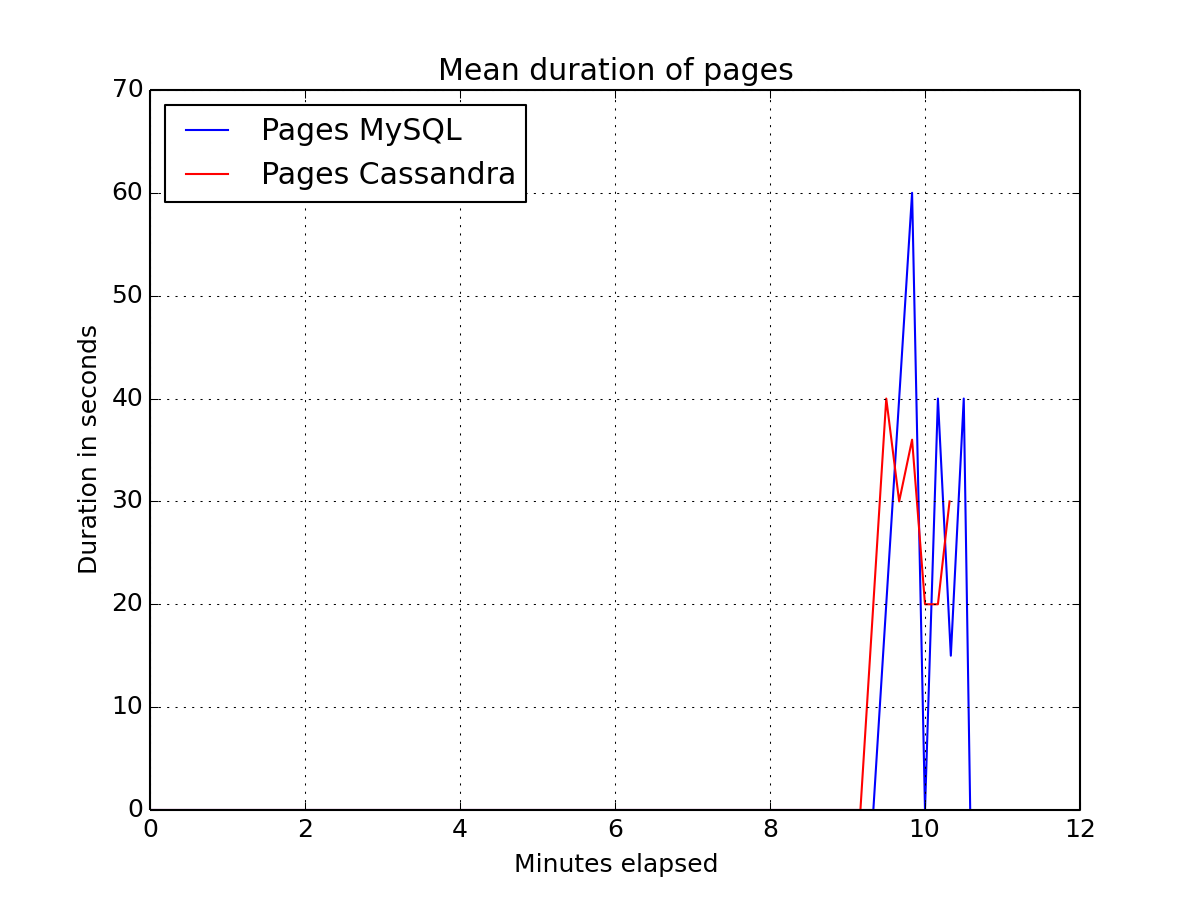 Mean duration of pages
Pages MySQL
Pages Cassandra
70
60
50
40
30
20
10
0
Duration in seconds
0 2 4 6 8 10 12
Minutes elapsed